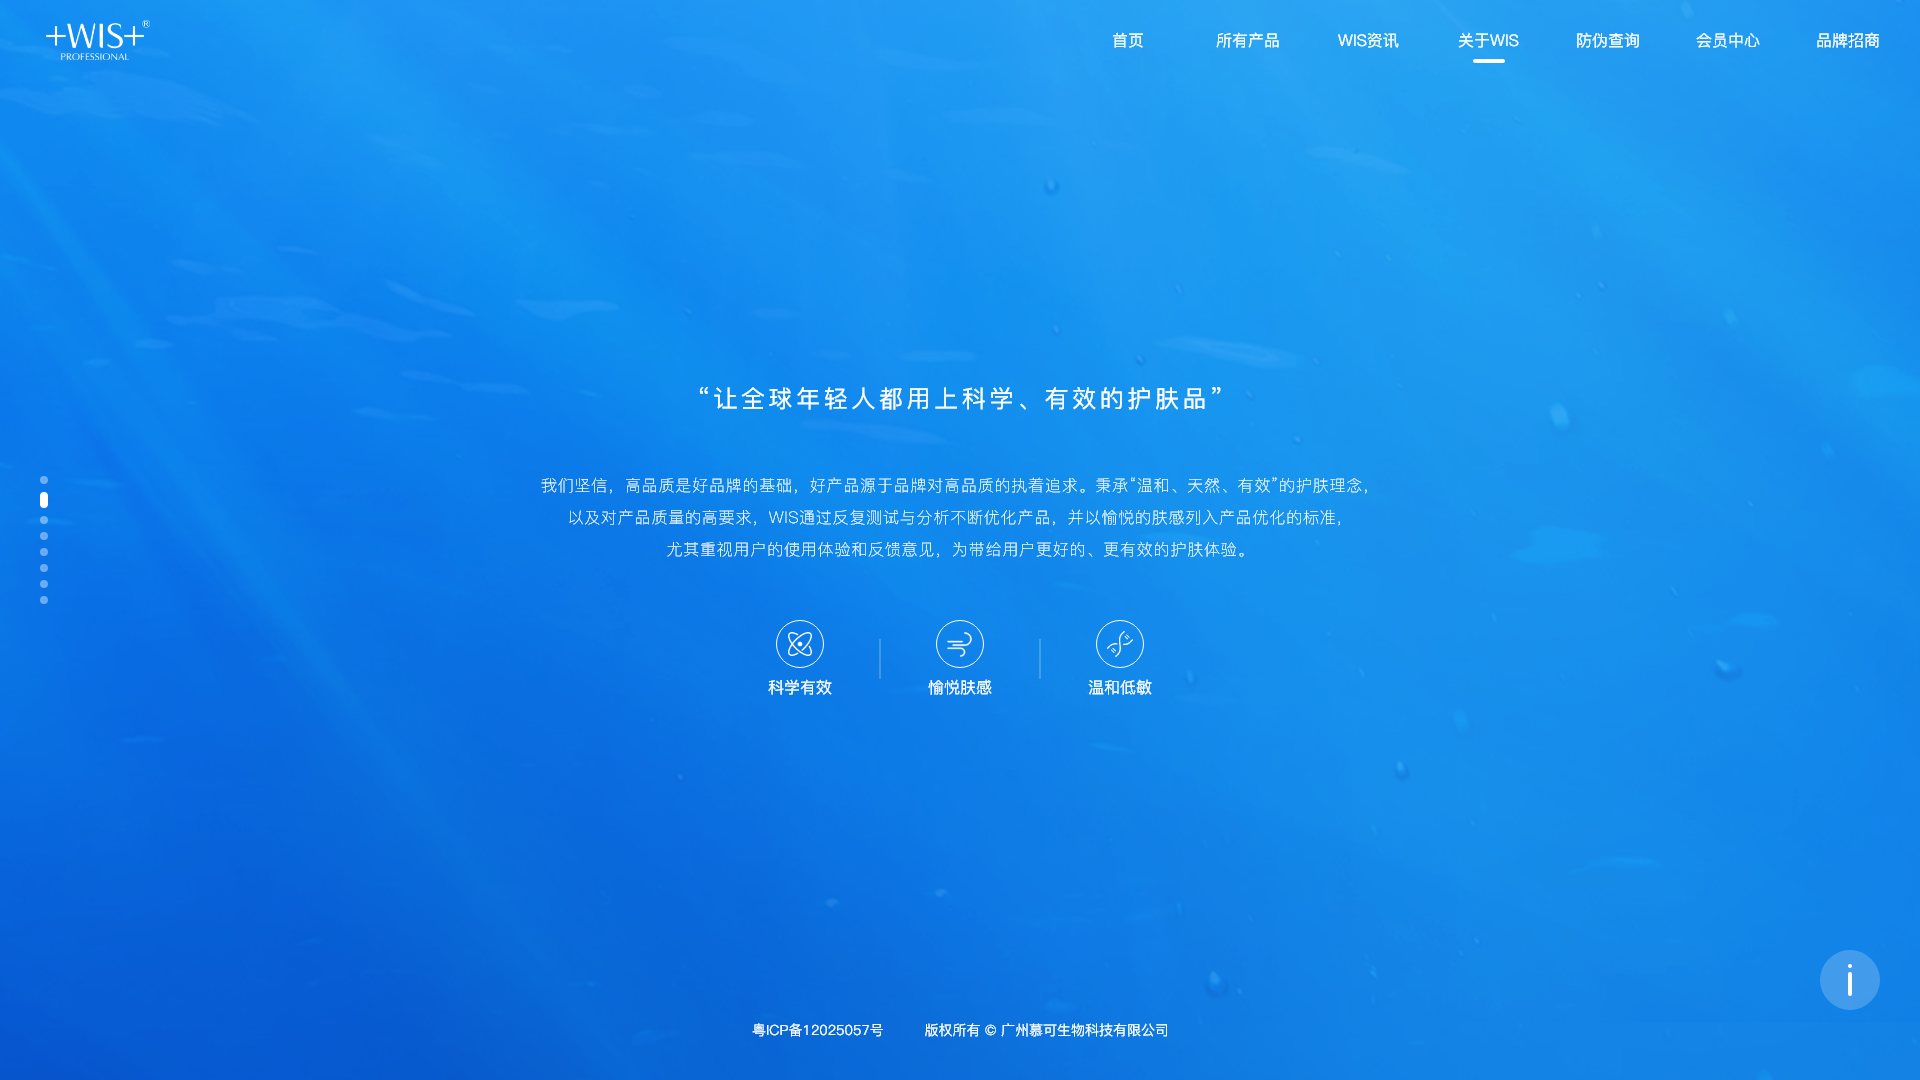 +WIS+®
PROFESSIONAL
首页
所有产品
WIS资讯
关于WIS
防伪查询
会员中心
品牌招商
“让全球年轻人都用上科学、有效的护肤品”
我们坚信，高品质是好品牌的基础，好产品源于品牌对高品质的执着追求。秉承“温和、天然、有效”的护肤理念，
以及对产品质量的高要求，WIS通过反复测试与分析不断优化产品，并以愉悦的肤感列入产品优化的标准，
尤其重视用户的使用体验和反馈意见，为带给用户更好的、更有效的护肤体验。
科学有效
愉悦肤感
温和低敏
粤ICP备12025057号
版权所有 © 广州慕可生物科技有限公司